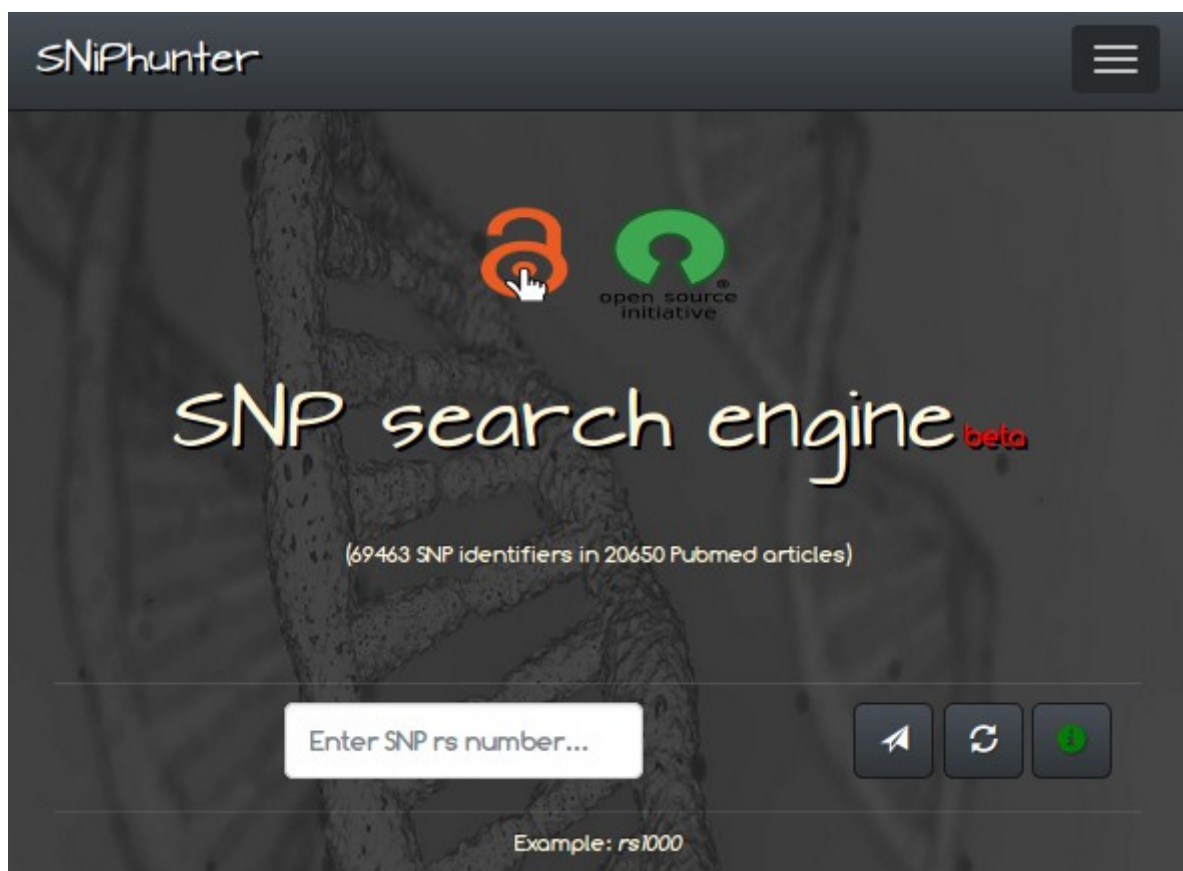 SNiPhunter
open source
initiative
®
SNP search engine beta
(69463 SNP identifiers in 20650 Pubmed articles)
Enter SNP rs number...
i
Example: rs1000